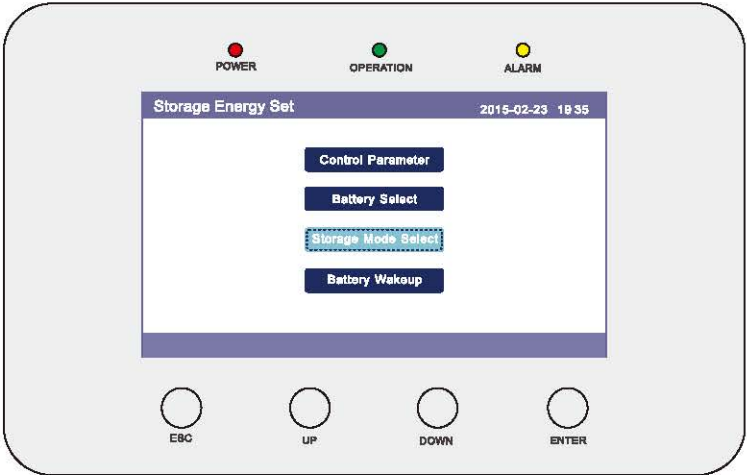 POWER OPERATION ALARM
Storage Energy Set 2015-02-23 19 35
Control Parameter
Battery Select
Storage Mode Select
Battery Wakeup
ESC UP DOWN ENTER